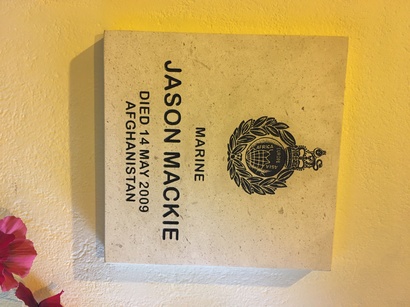 MARINE
JASON MACKIE
DIED 14 MAY 2009
AFGHANISTAN